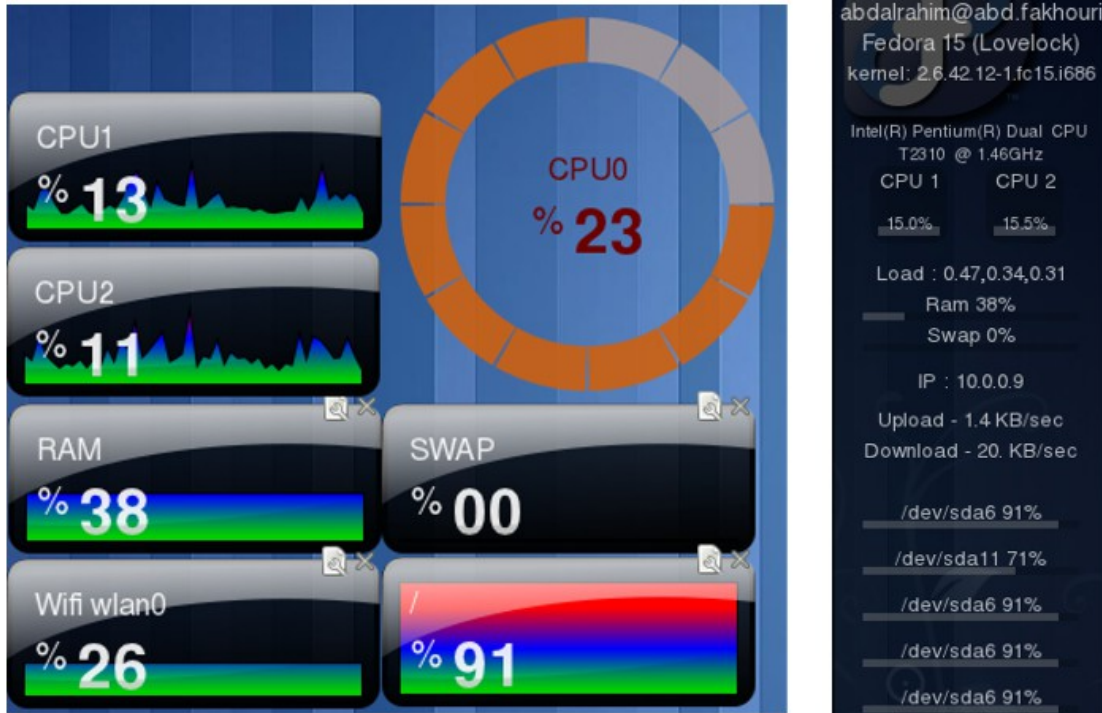 CPU1
% 13
CPU2
% 11
CPU0
% 23
RAM
% 38
SWAP
% 00
Wifi wlan0
% 26
/
% 91
abdalrahim@abd.fakhouri
Fedora 15 (Lovelock)
kernel: 2.6.42.12-1.fc15.i686
Intel(R) Pentium(R) Dual CPU
T2310 @ 1.46GHz
CPU 1 CPU 2
15.0% 15.5%
Load : 0.47,0.34,0.31
Ram 38%
Swap 0%
IP : 10.0.0.9
Upload - 1.4 KB/sec
Download - 20. KB/sec
/dev/sda6 91%
/dev/sda11 71%
/dev/sda6 91%
/dev/sda6 91%
/dev/sda6 91%